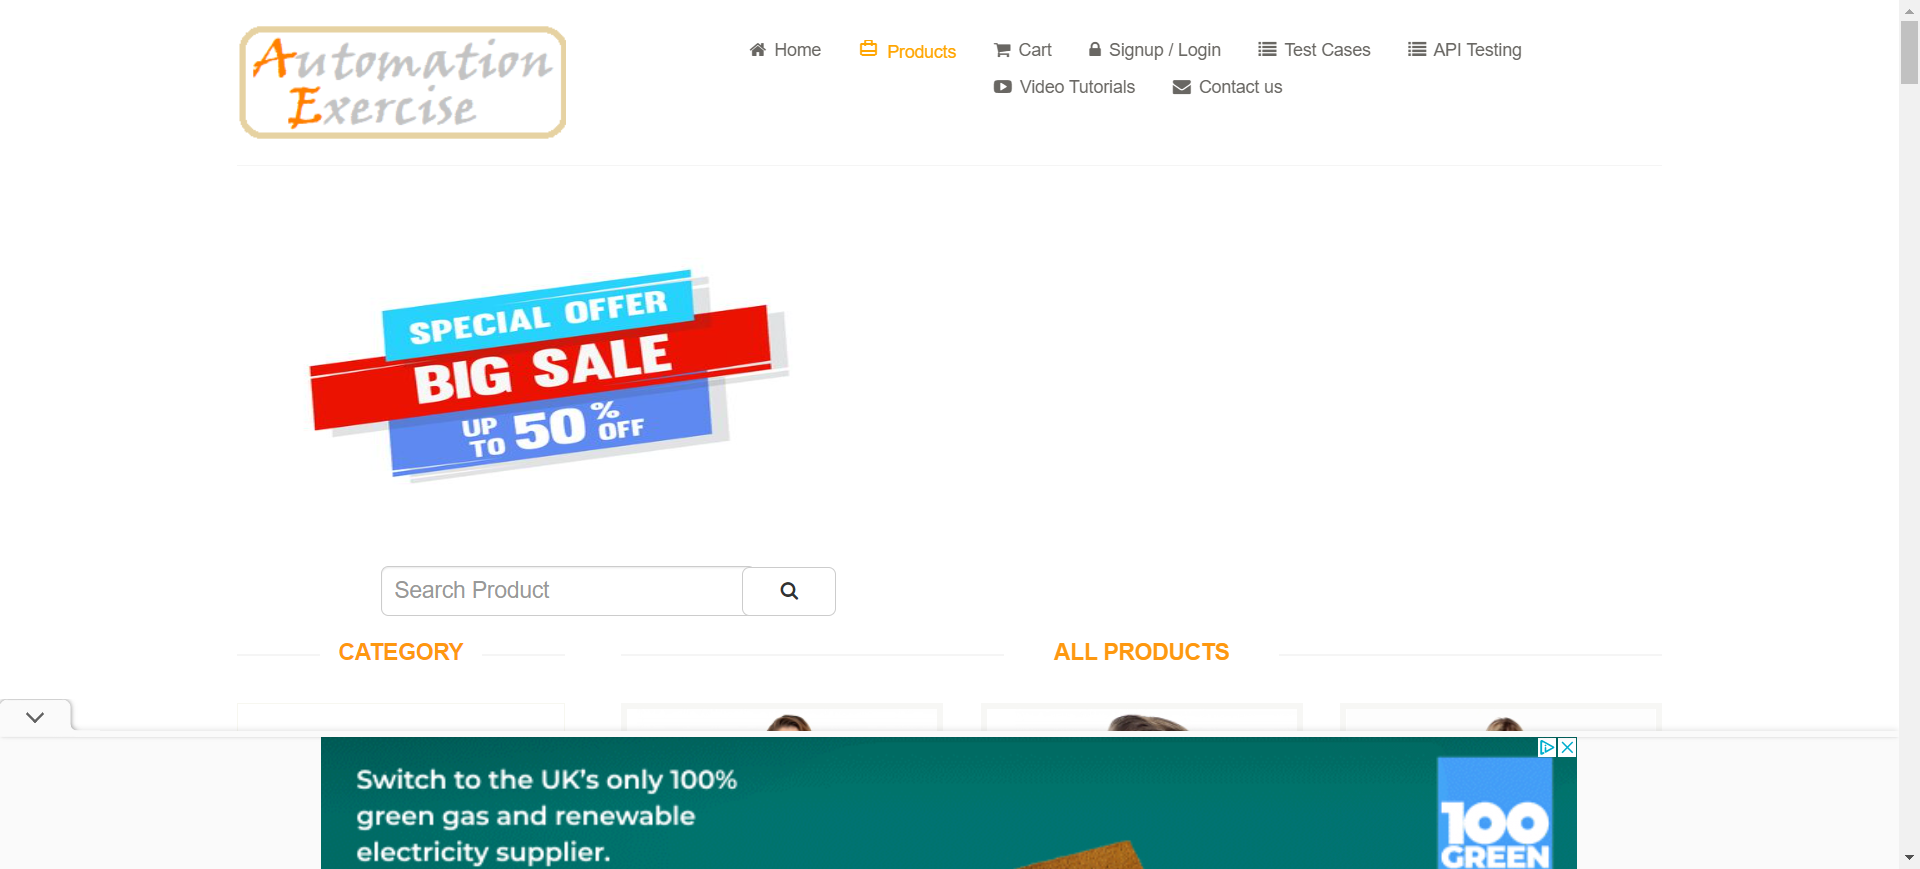 Automation
Exercise
Home
Products
Cart
Signup / Login
Test Cases
API Testing
Video Tutorials
Contact us
SPECIAL OFFER
BIG SALE
UP TO 50% OFF
Search Product
CATEGORY
ALL PRODUCTS
Switch to the UK's only 100%
green gas and renewable
electricity supplier.
100
GREEN